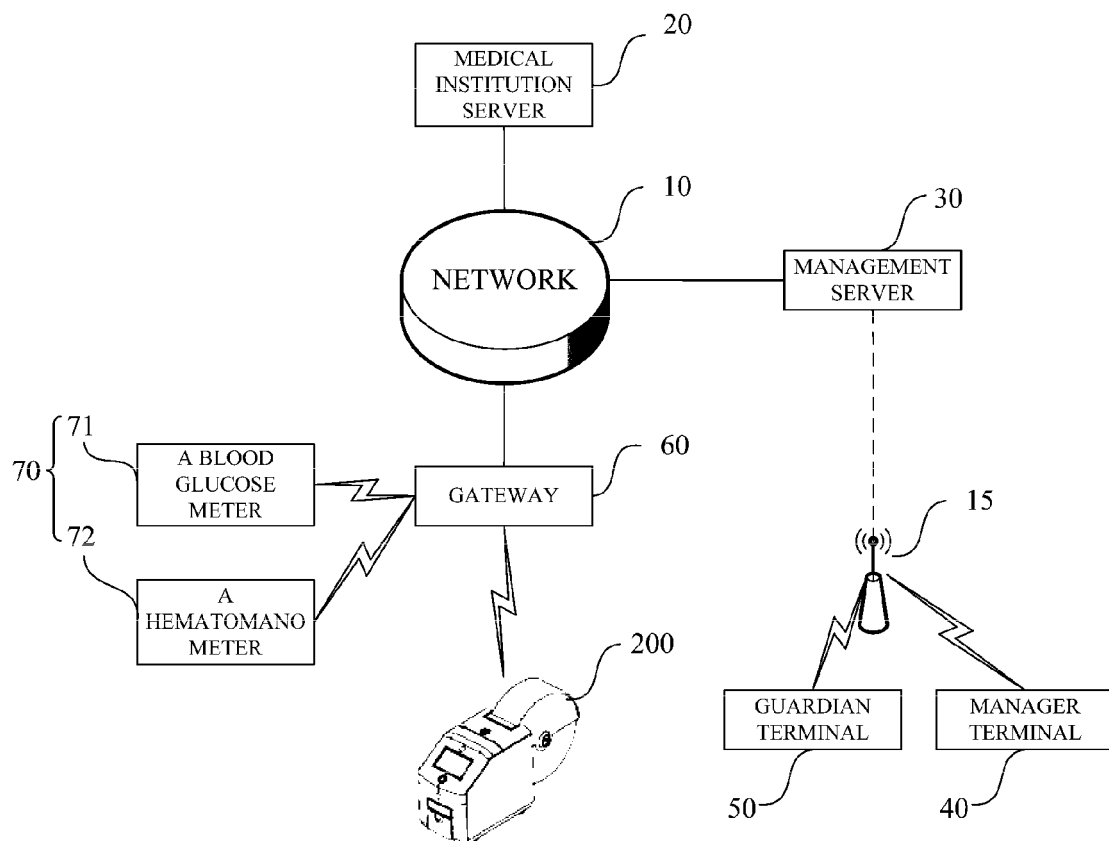 20
MEDICAL
INSTITUTION
SERVER
10
30
NETWORK
MANAGEMENT
SERVER
71
70
A BLOOD
GLUCOSE
METER
60
GATEWAY
15
72
A
HEMATOMANO
METER
200
GUARDIAN
TERMINAL
MANAGER
TERMINAL
50
40